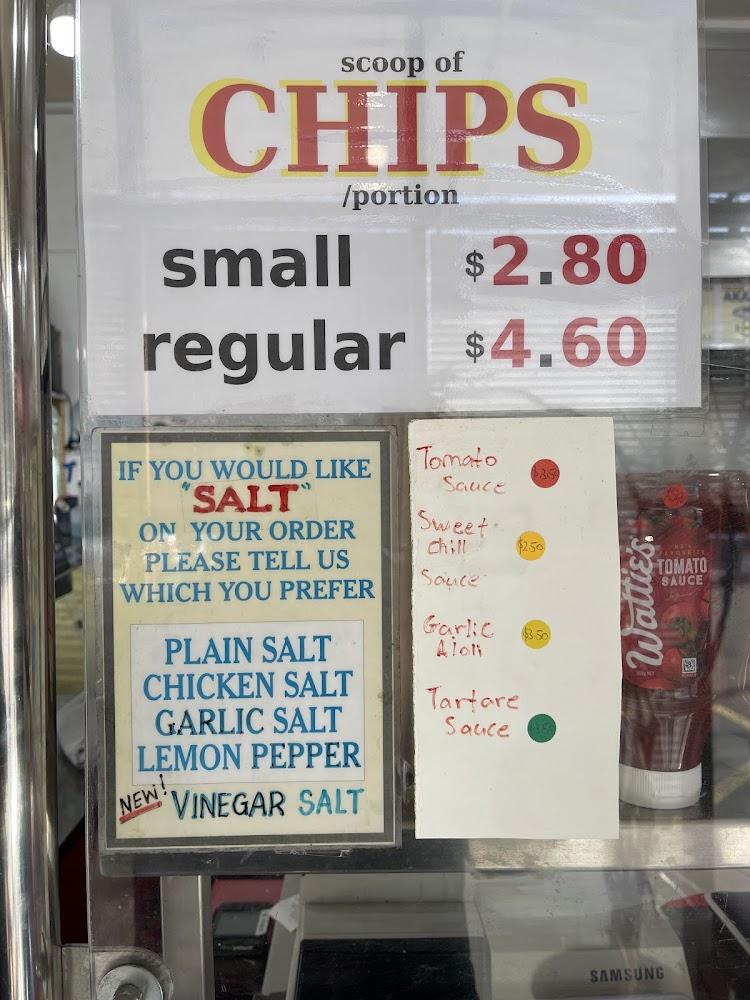 scoop of
CHIPS
/portion
small $2.80
regular $4.60
IF YOU WOULD LIKE
"SALT"
ON YOUR ORDER
PLEASE TELL US
WHICH YOU PREFER
PLAIN SALT
CHICKEN SALT
GARLIC SALT
LEMON PEPPER
NEW! VINEGAR SALT
Tomato
Sauce
Sweet
Chill $2.50
Sauce
Garlic
Aioli $3.50
Tartare
Sauce
Wattie's
TOMATO
SAUCE
SAMSUNG